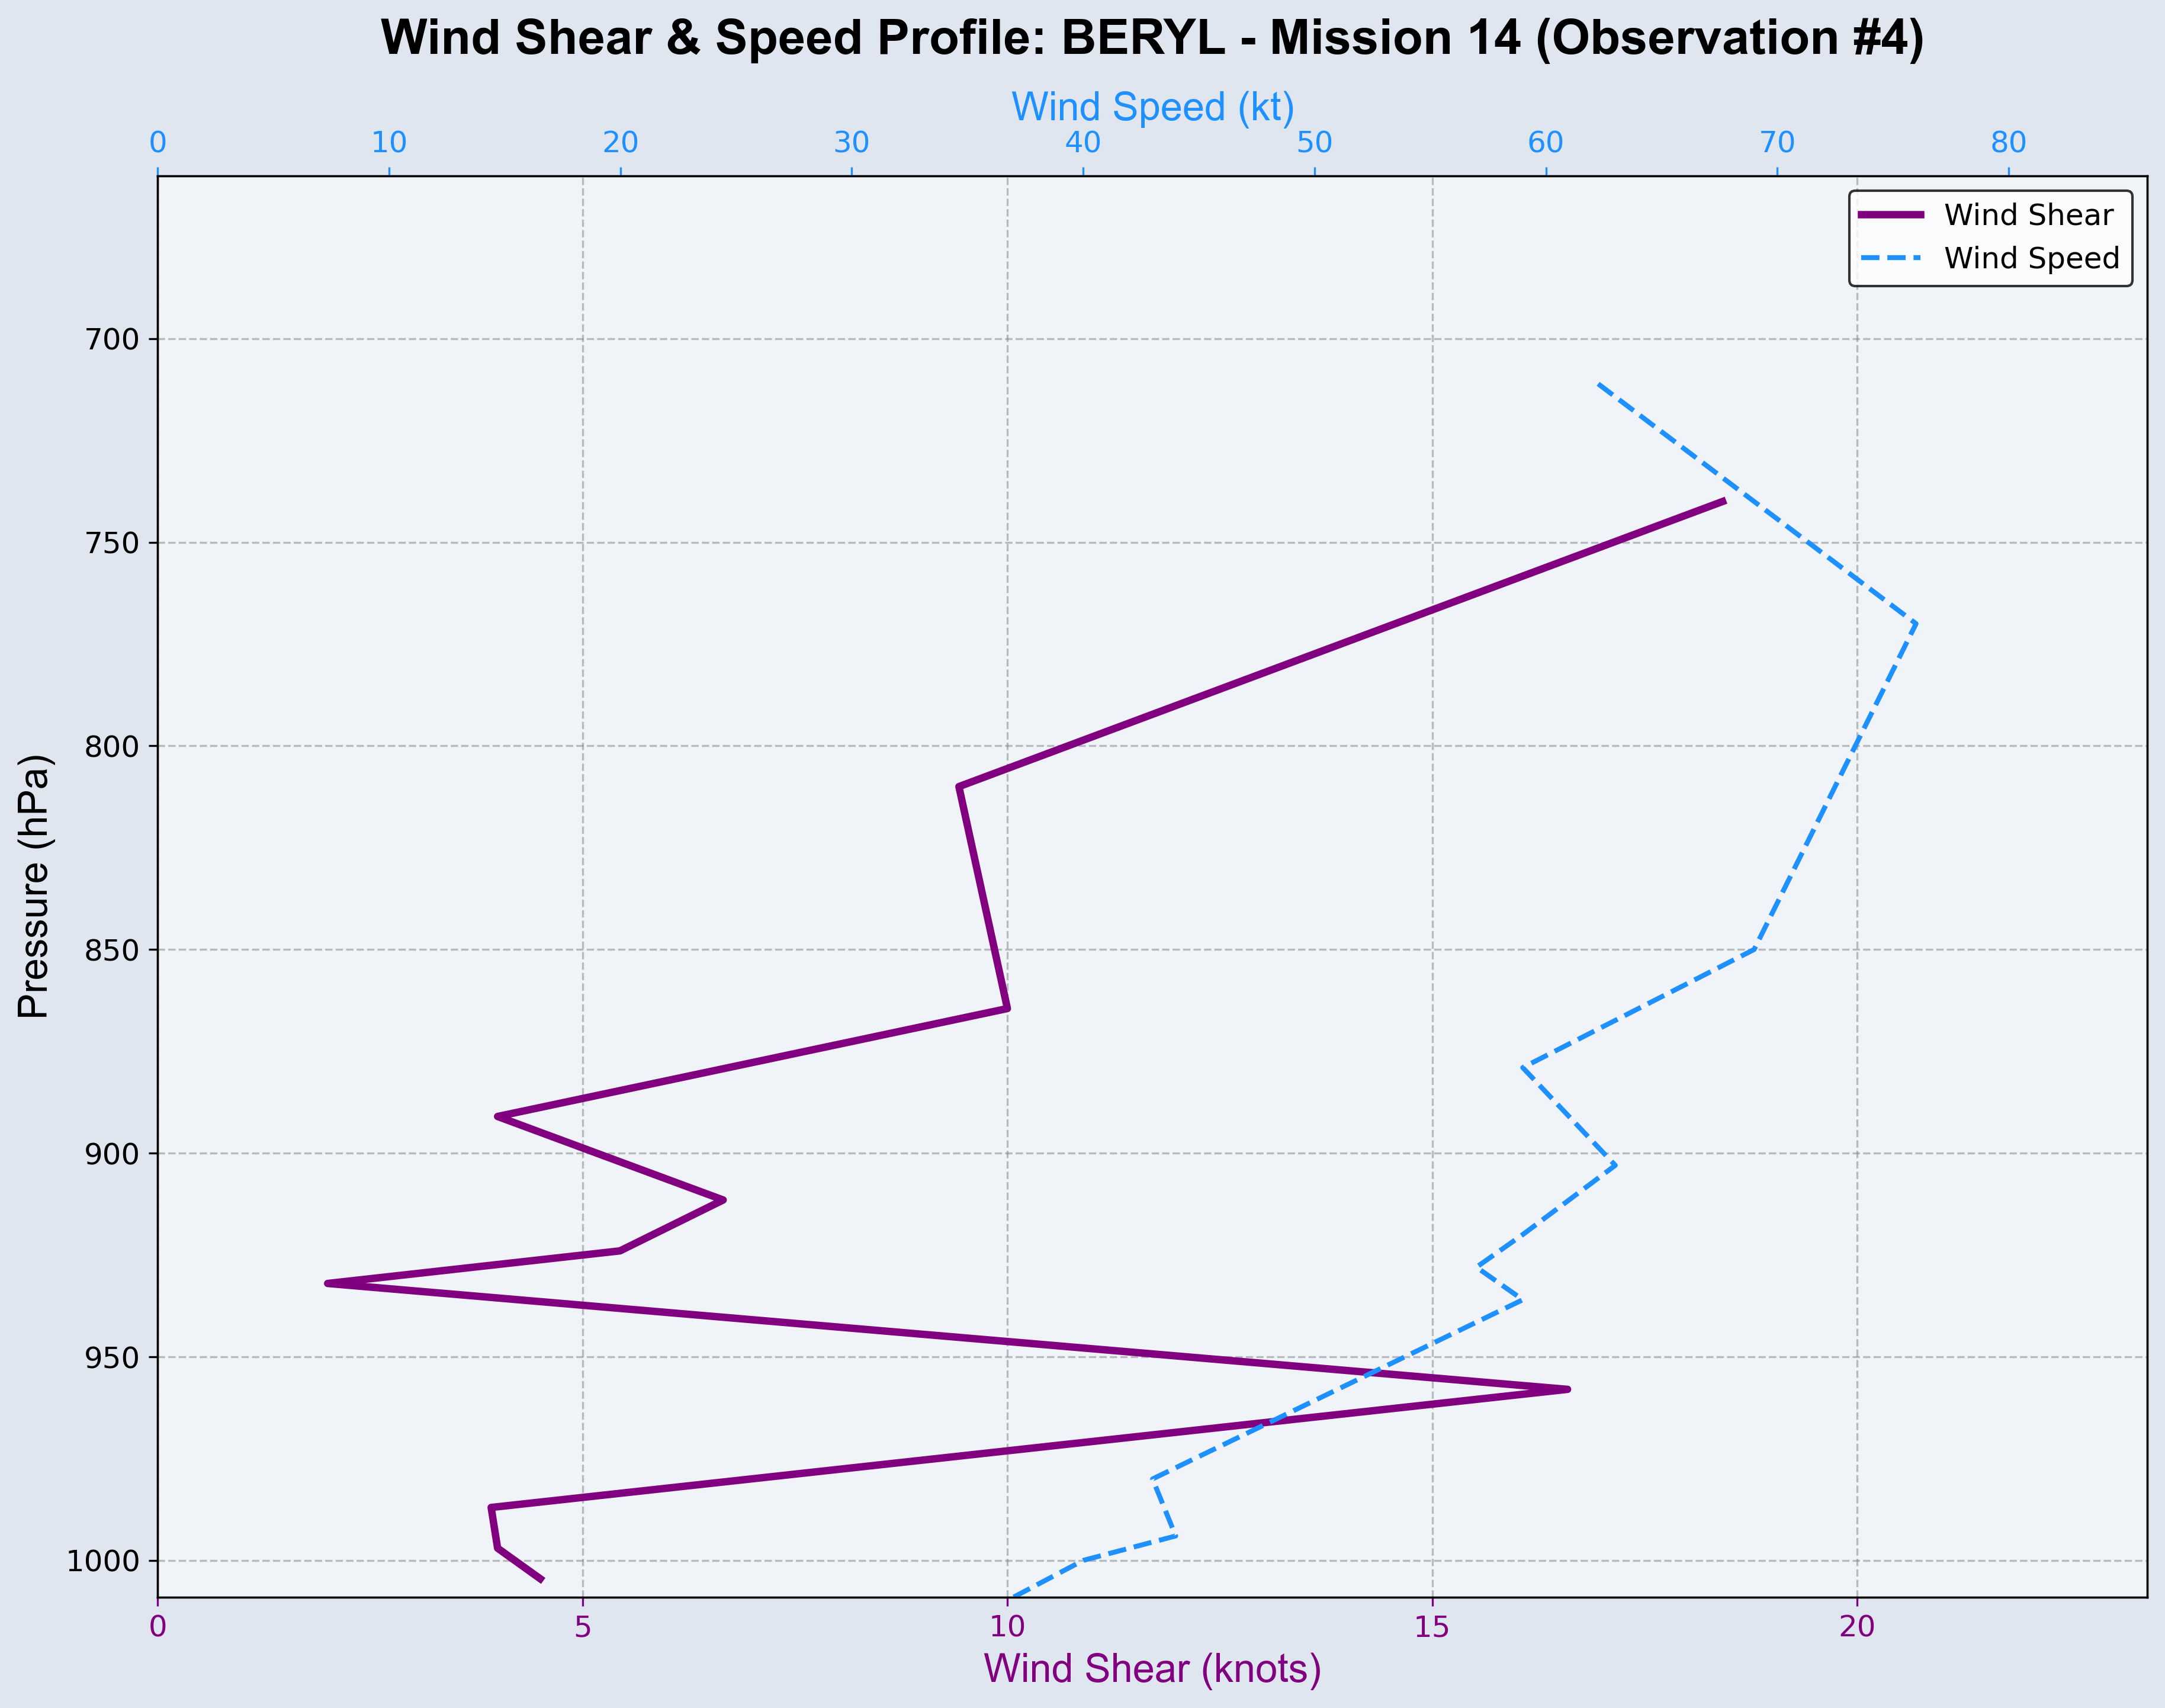 Wind Shear & Speed Profile: BERYL - Mission 14 (Observation #4)
Wind Speed (kt)
0 10 20 30 40 50 60 70 80
Wind Shear
Wind Speed
700
750
800
850
900
950
1000
Pressure (hPa)
0 5 10 15 20
Wind Shear (knots)